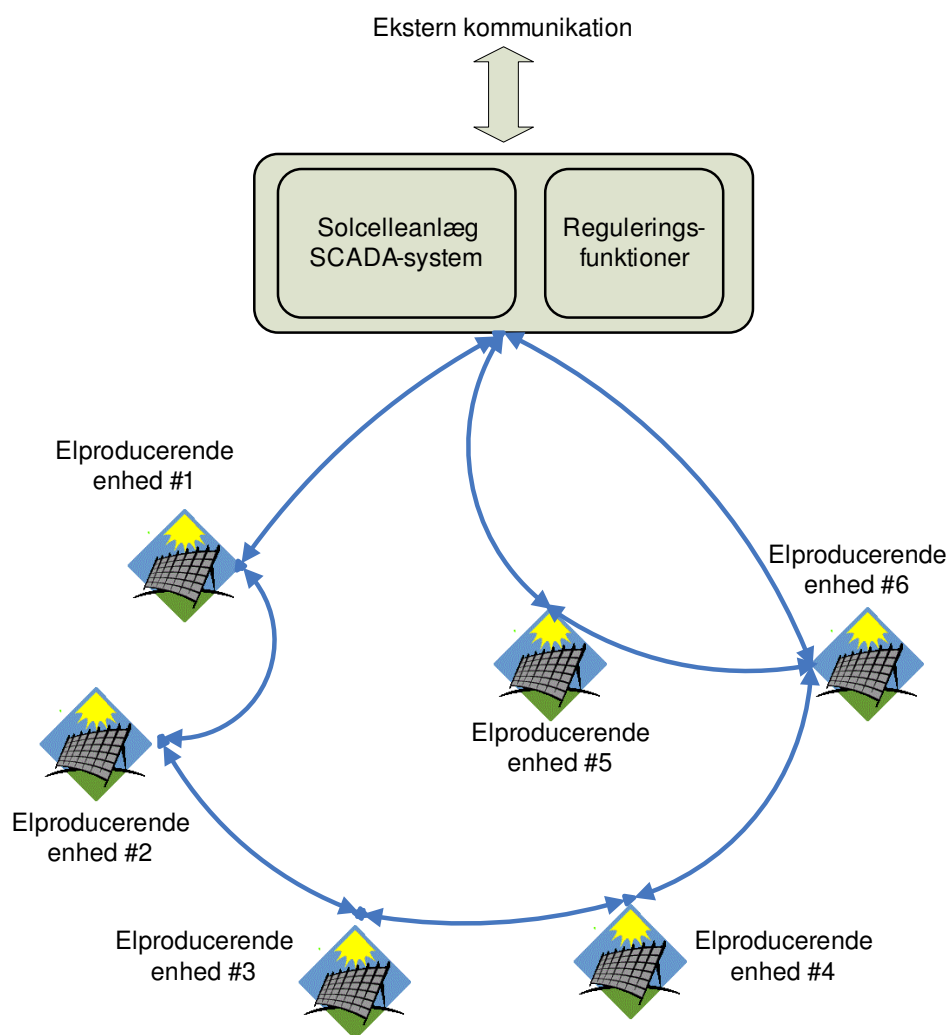 Ekstern kommunikation
Solcelleanlæg
SCADA-system
Regulerings-
funktioner
Elproducerende
enhed #1
Elproducerende
enhed #6
Elproducerende
enhed #5
Elproducerende
enhed #2
Elproducerende
enhed #3
Elproducerende
enhed #4